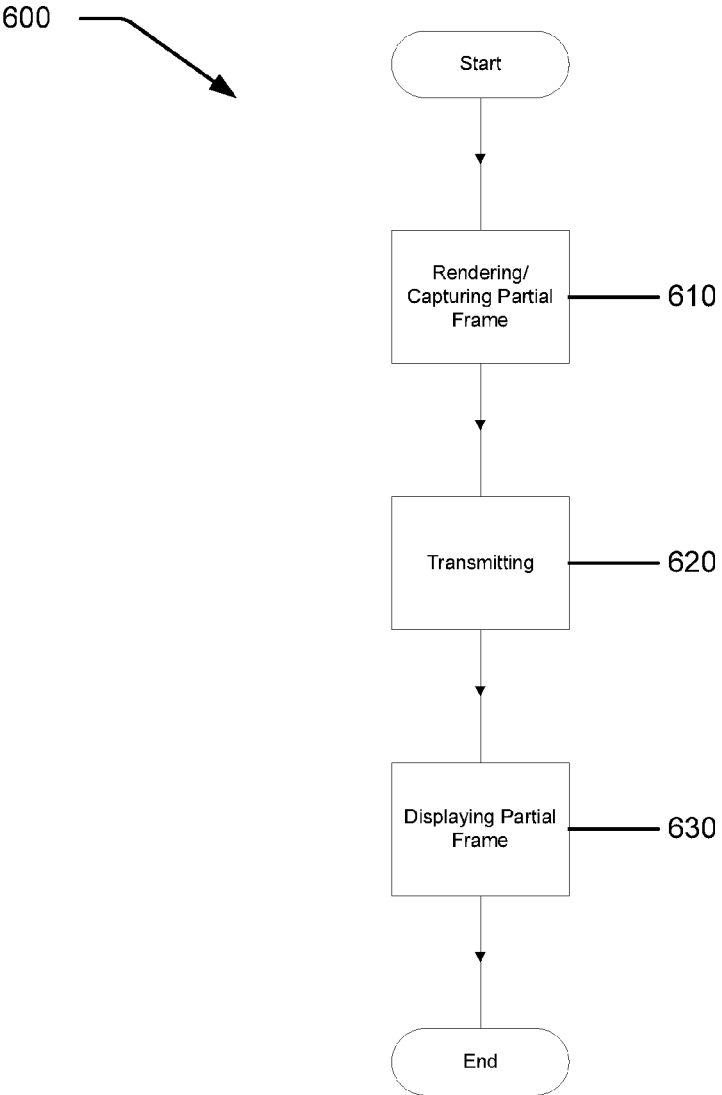 600
Start
Rendering/
Capturing Partial
Frame
610
Transmitting
620
Displaying Partial
Frame
630
End